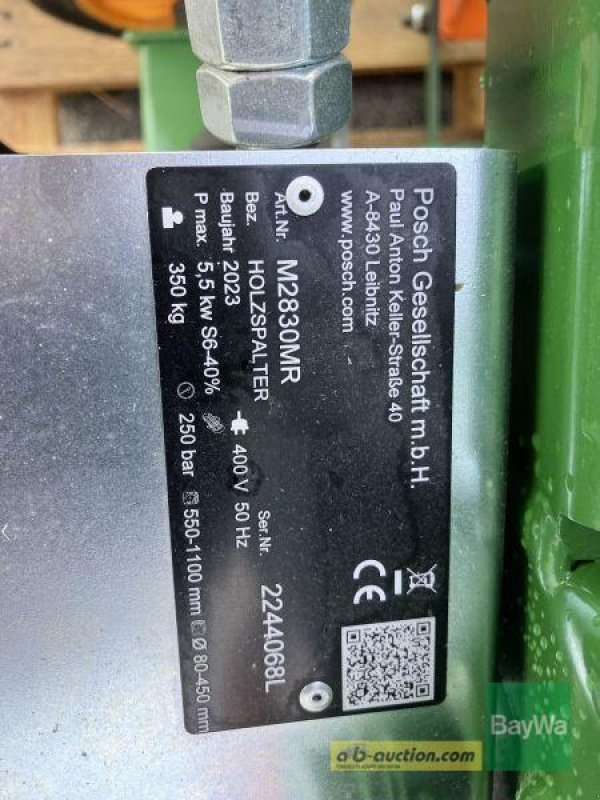 Posch Gesellschaft m.b.H.
Paul Anton Keller-Straße 40
A-8430 Leibnitz
www.posch.com
CE
Art.Nr. M2830MR
Ser.Nr. 2244068L
Bez. HOLZSPALTER
Baujahr 2023
400 V 50 Hz
P max. 5,5 kw S6-40%
350 kg
250 bar
550-1100 mm
Ø 80-450 mm
BayWa
a/b-auction.com